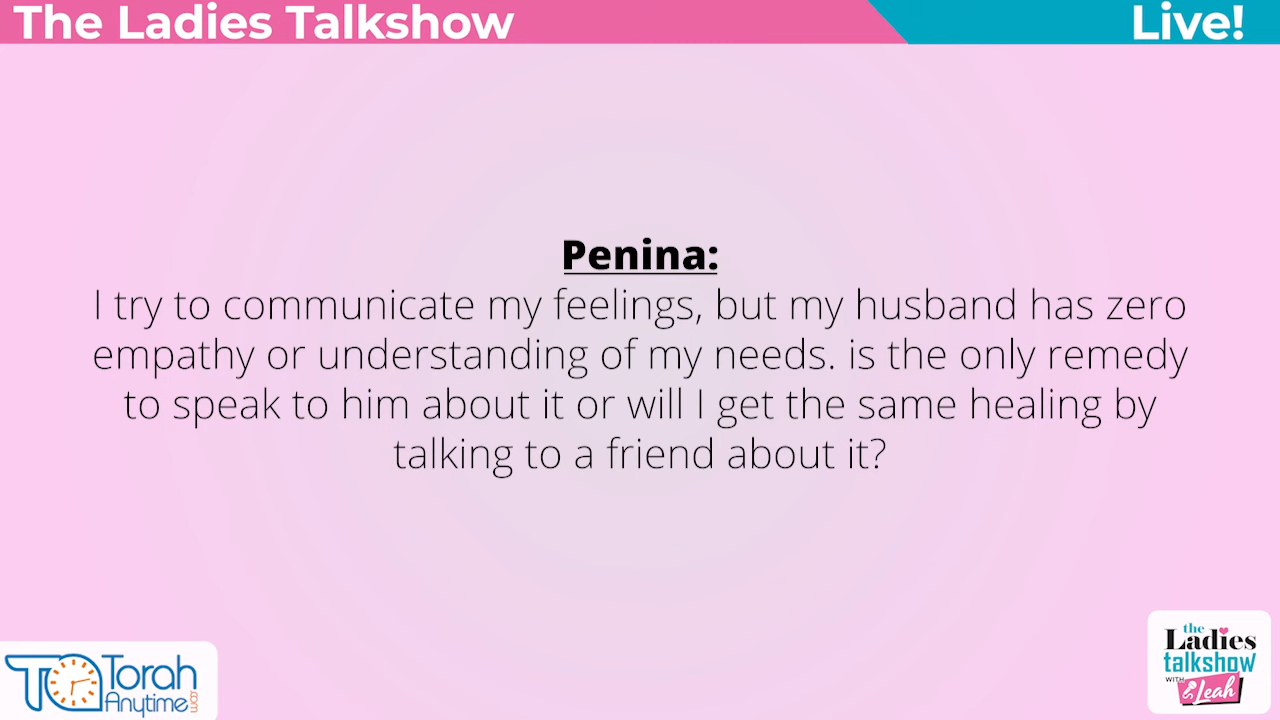 The Ladies Talkshow
Live!
Penina:
I try to communicate my feelings, but my husband has zero
empathy or understanding of my needs. is the only remedy
to speak to him about it or will I get the same healing by
talking to a friend about it?
Torah
Anytime
.com
the
Ladies
talkshow
WITH
Leah